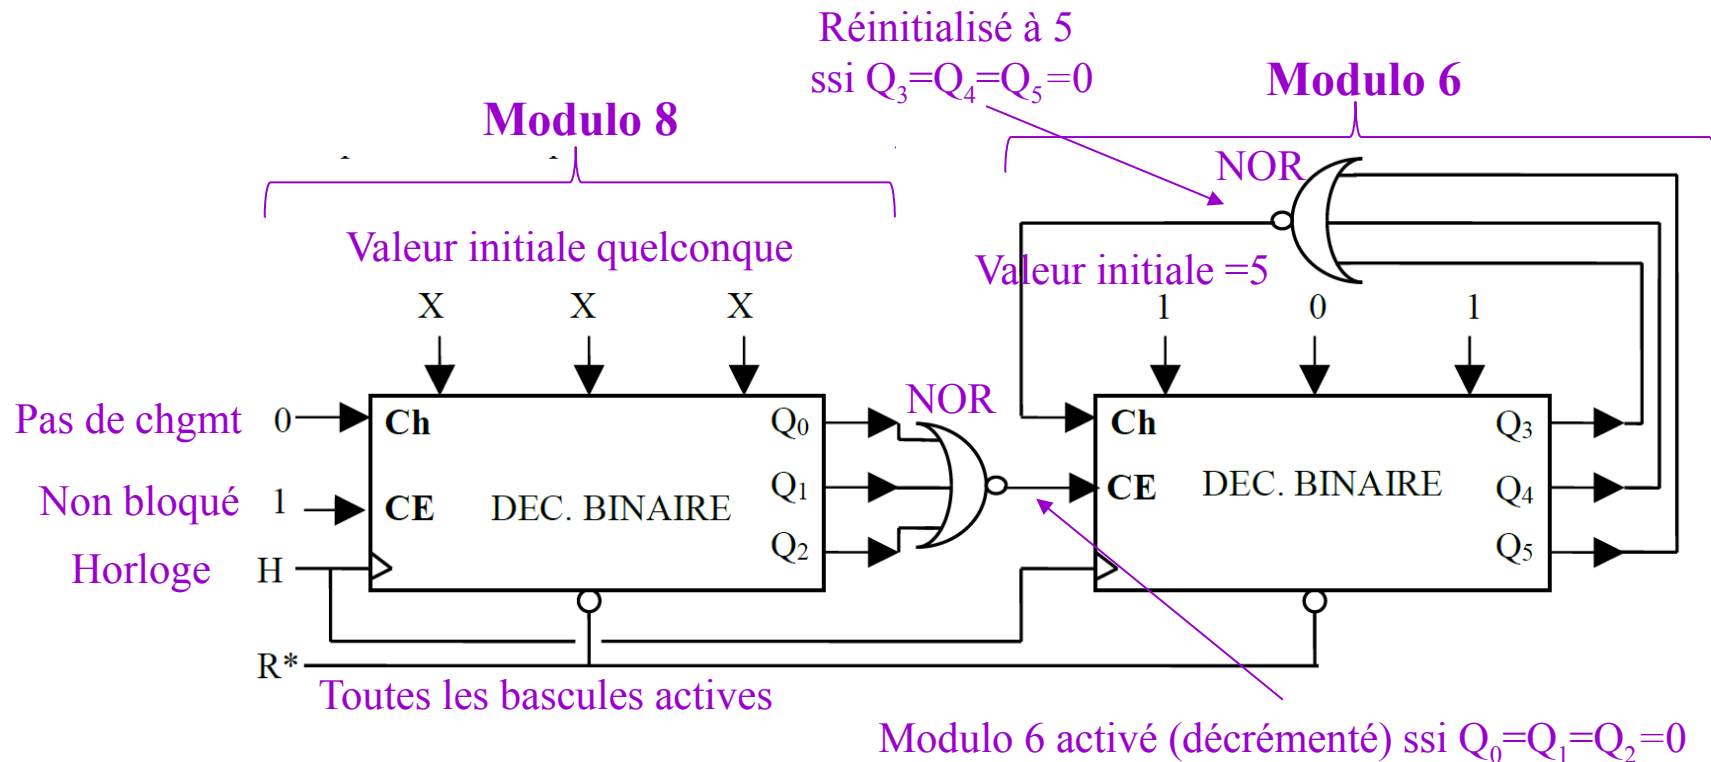 Réinitialisé à 5
ssi Q₃=Q₄=Q₅=0
Modulo 6
Modulo 8
NOR
Valeur initiale quelconque
Valeur initiale =5
X X X
1 0 1
NOR
Pas de chgmt 0 Ch Q₀
Ch Q₃
Non bloqué 1 CE DEC. BINAIRE Q₁
CE DEC. BINAIRE Q₄
Q₂
Q₅
Horloge H
R*
Toutes les bascules actives
Modulo 6 activé (décrémenté) ssi Q₀=Q₁=Q₂=0